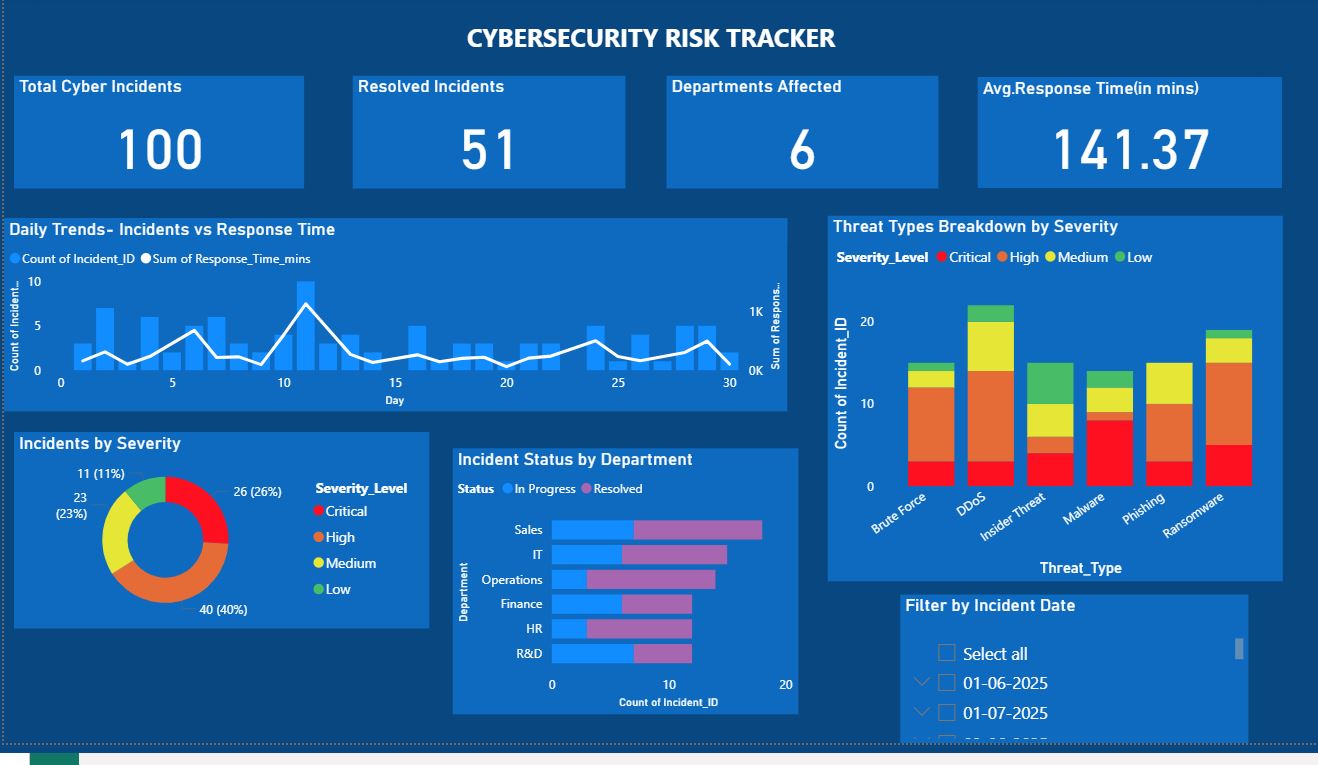 CYBERSECURITY RISK TRACKER
Total Cyber Incidents
100
Resolved Incidents
51
Departments Affected
6
Avg.Response Time(in mins)
141.37
Daily Trends- Incidents vs Response Time
Count of Incident_ID Sum of Response_Time_mins
Count of Incident...
10
5
0
1K
0K
Sum of Respons...
0 5 10 15 20 25 30
Day
Threat Types Breakdown by Severity
Severity_Level Critical High Medium Low
Count of Incident_ID
20
10
0
Brute Force
DDoS
Insider Threat
Malware
Phishing
Ransomware
Threat_Type
Incidents by Severity
11 (11%)
23
(23%)
26 (26%)
40 (40%)
Severity_Level
Critical
High
Medium
Low
Incident Status by Department
Status In Progress Resolved
Department
Sales
IT
Operations
Finance
HR
R&D
0 10 20
Count of Incident_ID
Filter by Incident Date
Select all
01-06-2025
01-07-2025